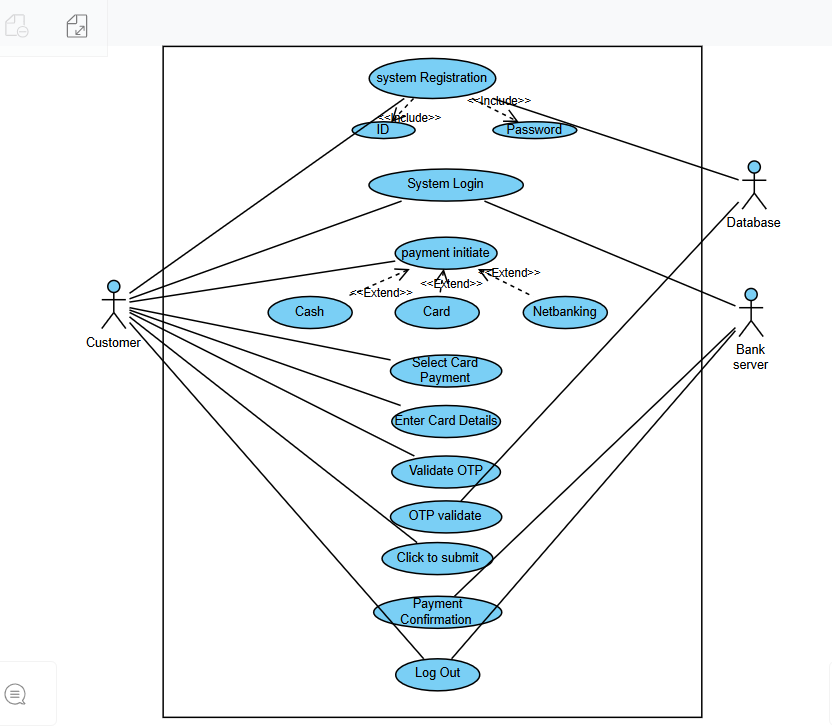 system Registration
<<Include>>
<<Include>>
ID
Password
System Login
Database
payment initiate
<<Extend>>
<<Extend>>
<<Extend>>
Cash
Card
Netbanking
Customer
Bank
server
Select Card
Payment
Enter Card Details
Validate OTP
OTP validate
Click to submit
Payment
Confirmation
Log Out